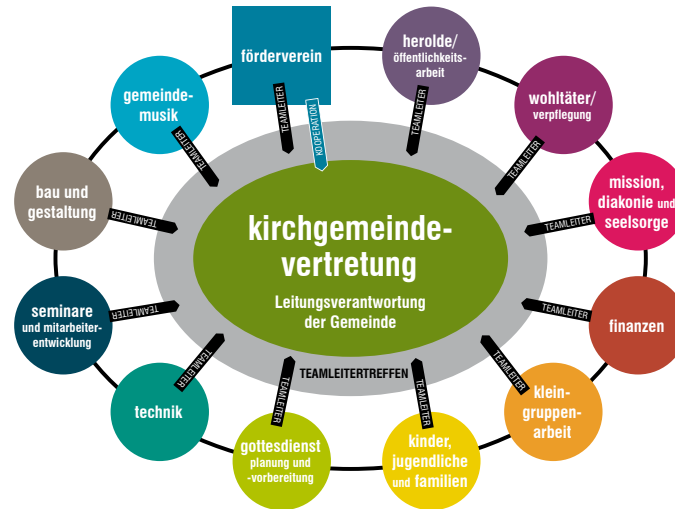 förderverein
TEAMLEITER
KOOPERATION
herolde/
öffentlichkeits-
arbeit
TEAMLEITER
wohltäter/
verpflegung
TEAMLEITER
mission,
diakonie und
seelsorge
TEAMLEITER
finanzen
TEAMLEITER
klein-
gruppen-
arbeit
TEAMLEITER
kinder,
jugendliche
und familien
TEAMLEITER
gottesdienst
planung und
-vorbereitung
TEAMLEITER
technik
TEAMLEITER
seminare
und mitarbeiter-
entwicklung
TEAMLEITER
bau und
gestaltung
TEAMLEITER
gemeinde-
musik
TEAMLEITER
kirchgemeinde-
vertretung
Leitungsverantwortung
der Gemeinde
TEAMLEITERTREFFEN